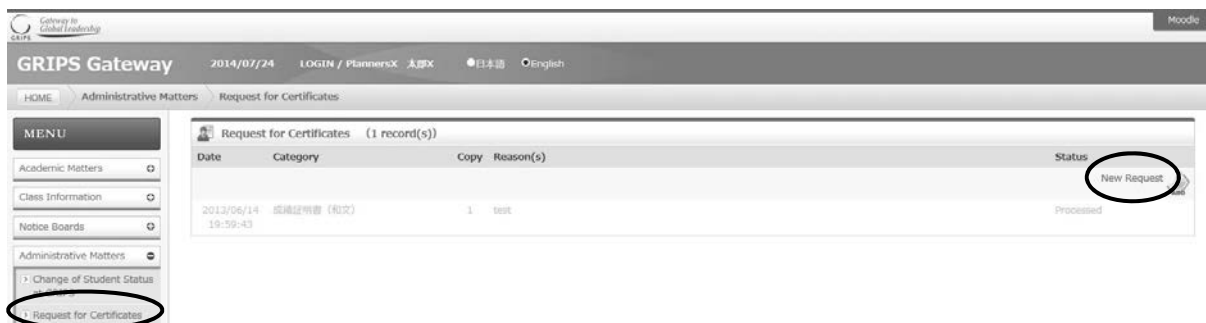 Gateway to
Global Leadership
GRIPS
Moodle
GRIPS Gateway 2014/07/24 LOGIN / PlannersX 太郎X 日本語 English
HOME Administrative Matters Request for Certificates
MENU
Request for Certificates (1 record(s))
Date Category Copy Reason(s) Status
New Request
2013/06/14 成績証明書（和文） 1 test Processed
19:59:43
Academic Matters
Class Information
Notice Boards
Administrative Matters
Change of Student Status
at GRIPS
Request for Certificates